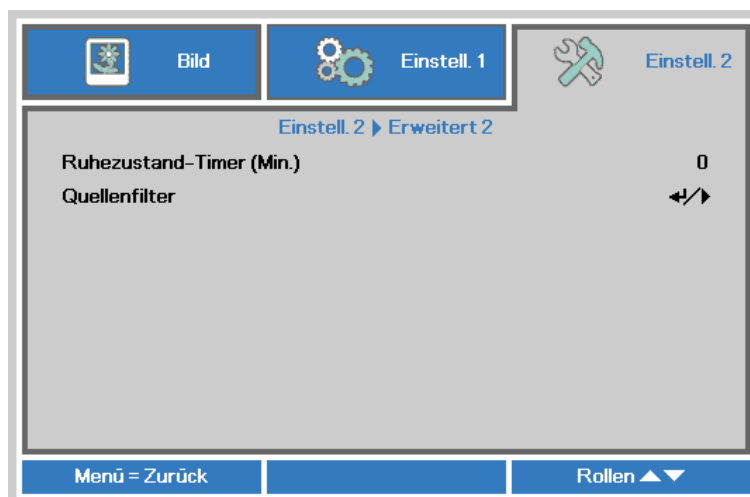 Bild
Einstell. 1
Einstell. 2
Einstell. 2 ▶ Erweitert 2
Ruhezustand-Timer (Min.) 0
Quellenfilter ↵/▶
Menü = Zurück
Rollen ▲▼